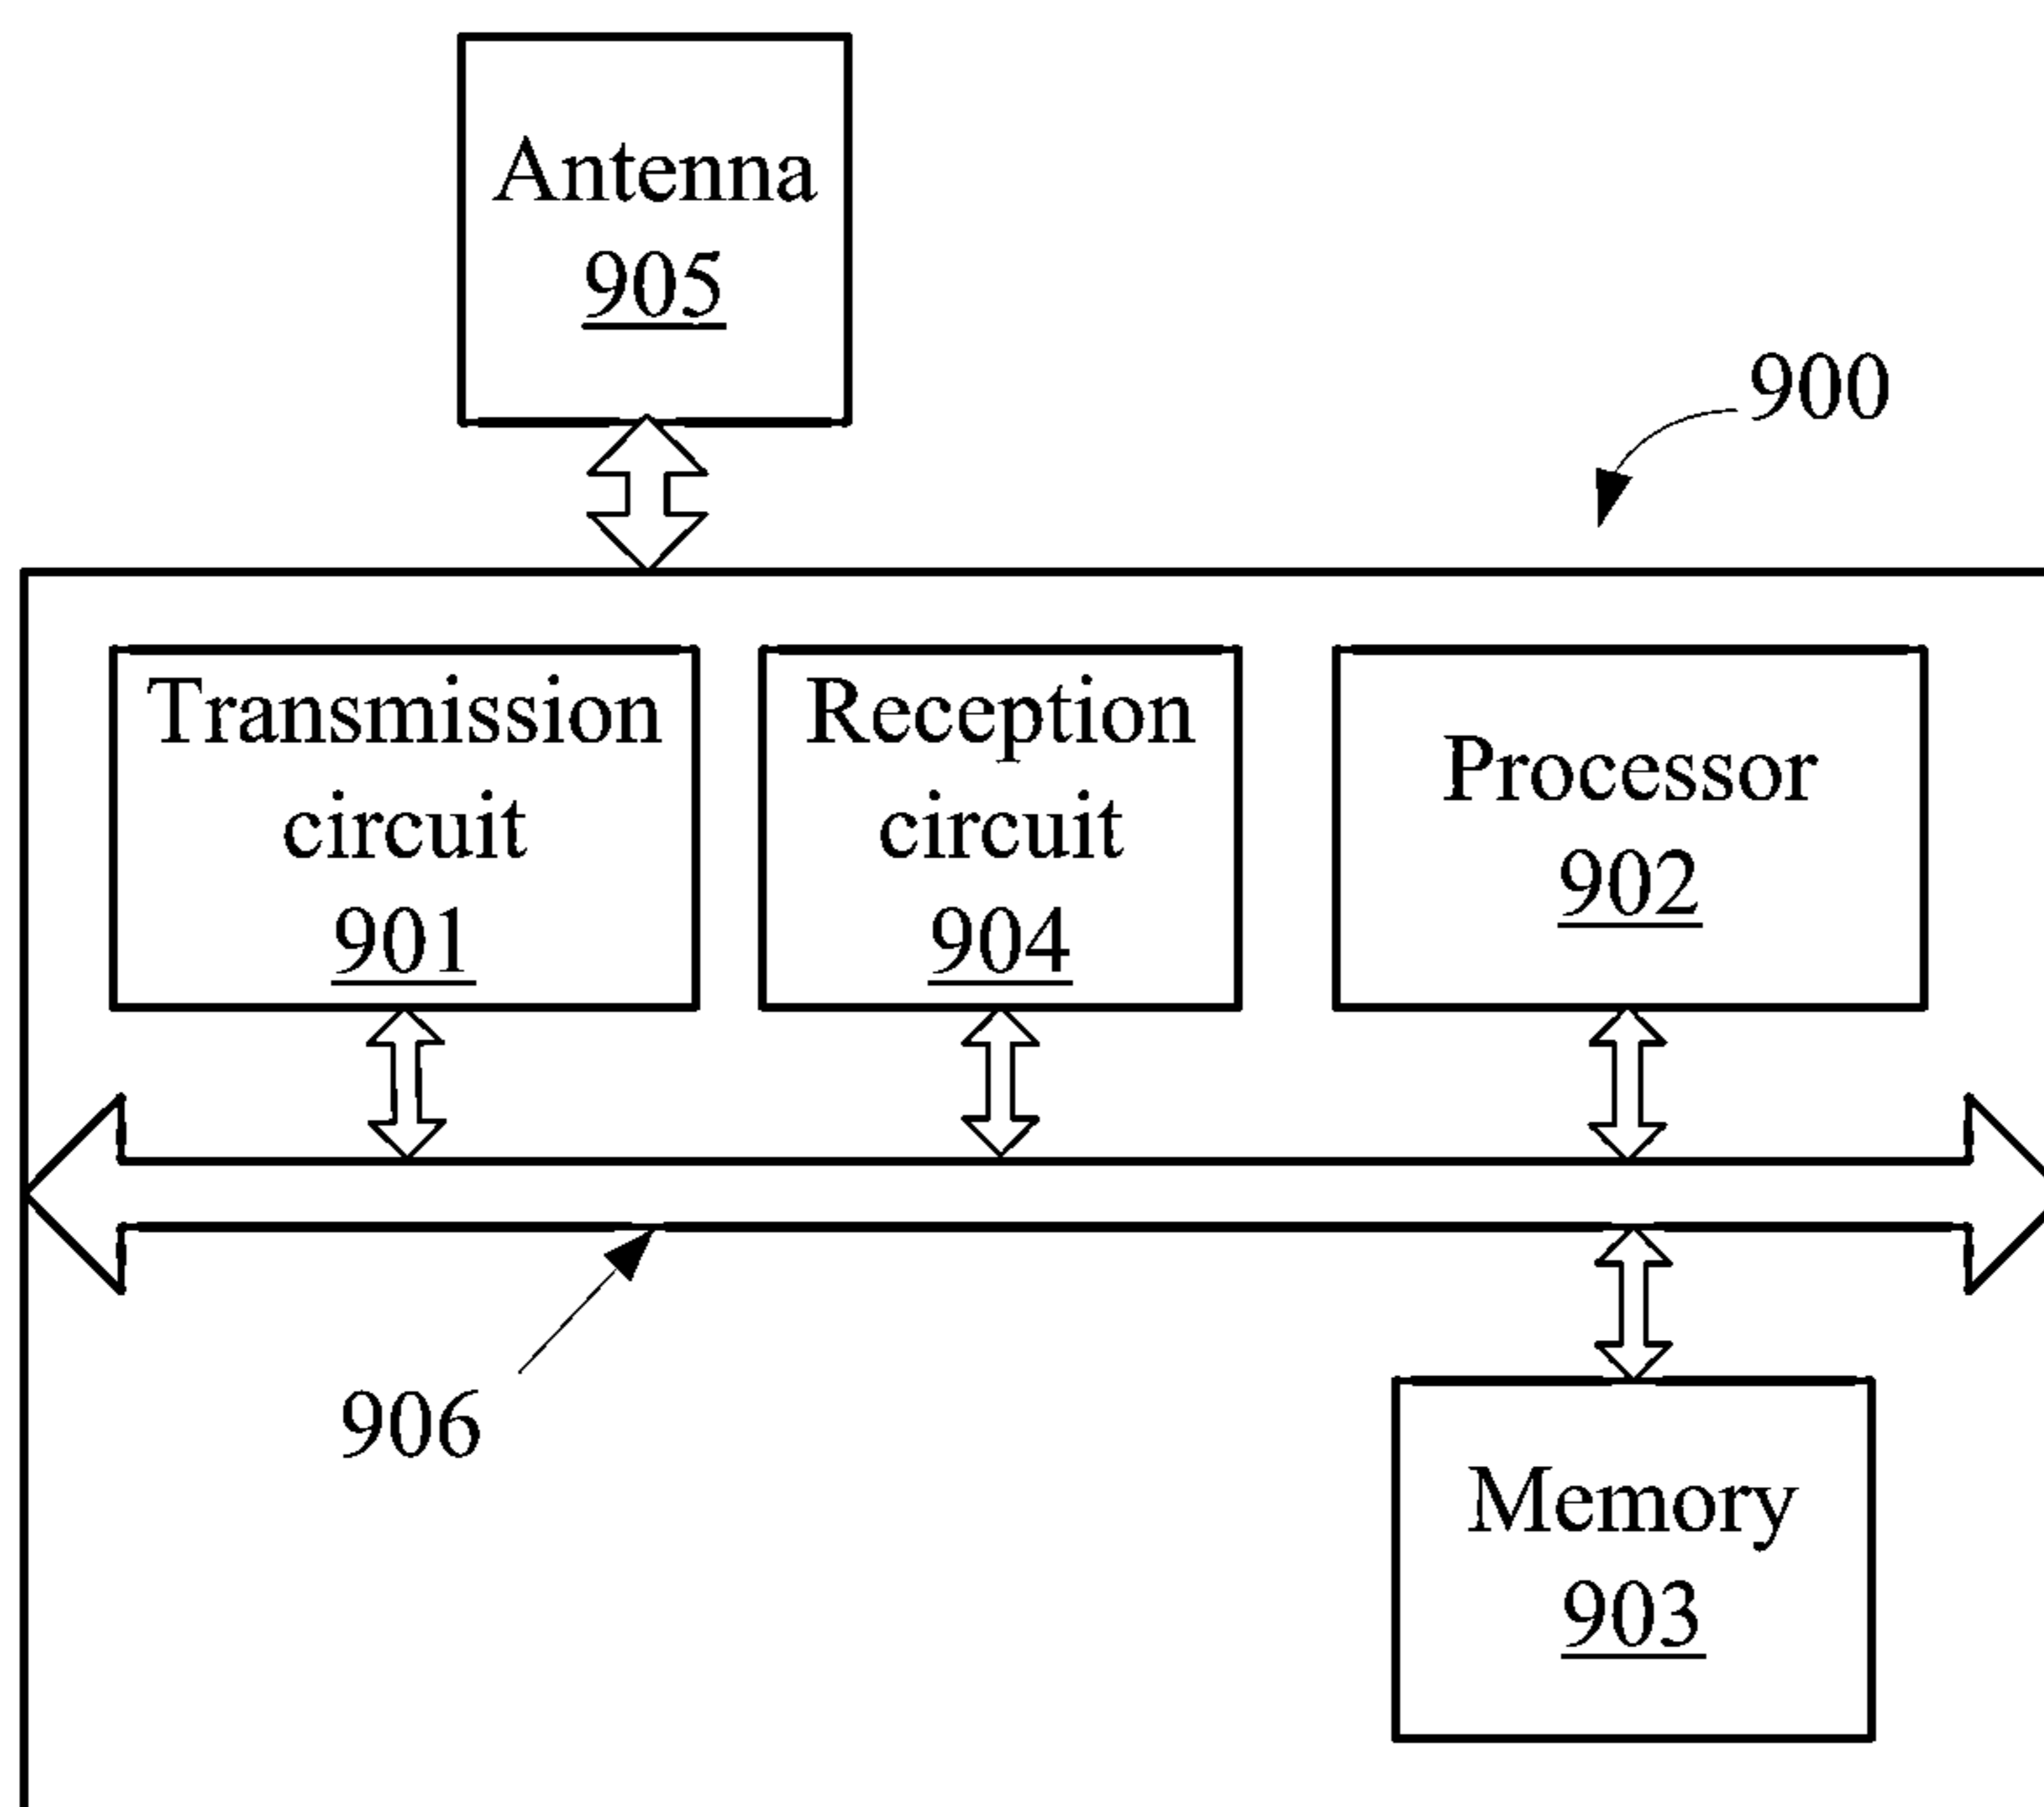 Antenna
905
900
Transmission
circuit
901
Reception
circuit
904
Processor
902
906
Memory
903